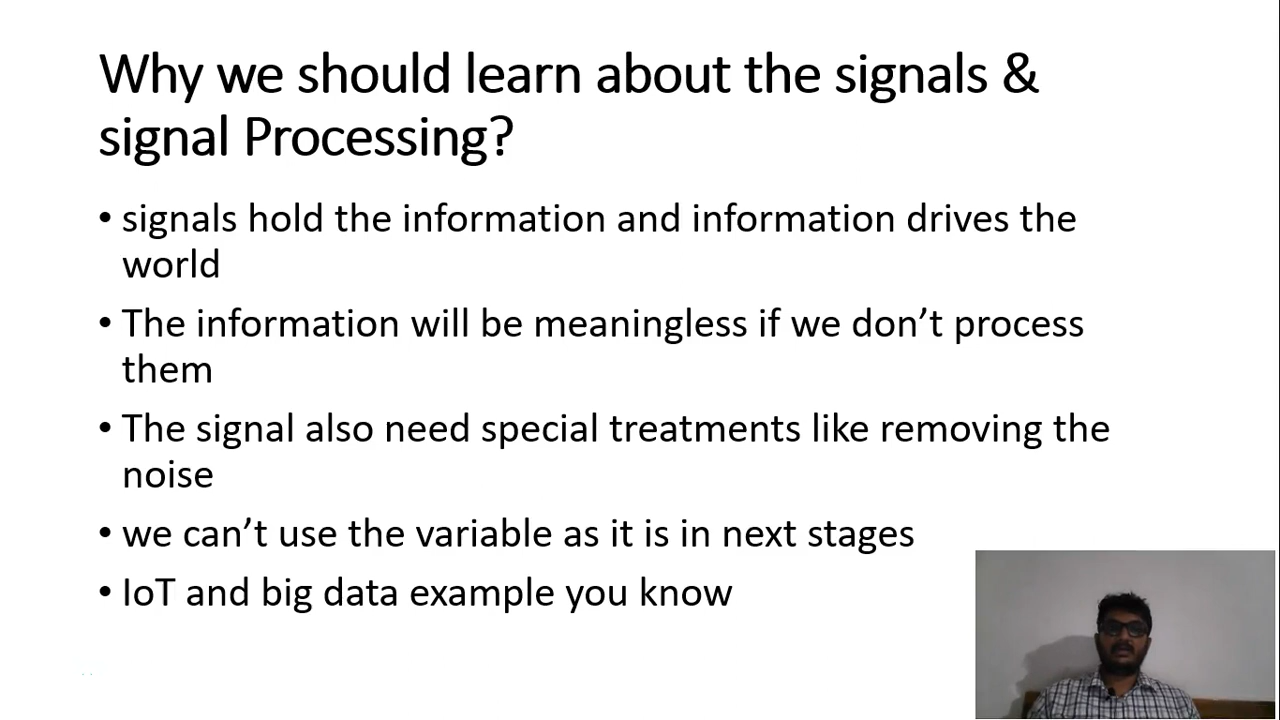 Why we should learn about the signals &
signal Processing?
• signals hold the information and information drives the
world
• The information will be meaningless if we don’t process
them
• The signal also need special treatments like removing the
noise
• we can’t use the variable as it is in next stages
• IoT and big data example you know